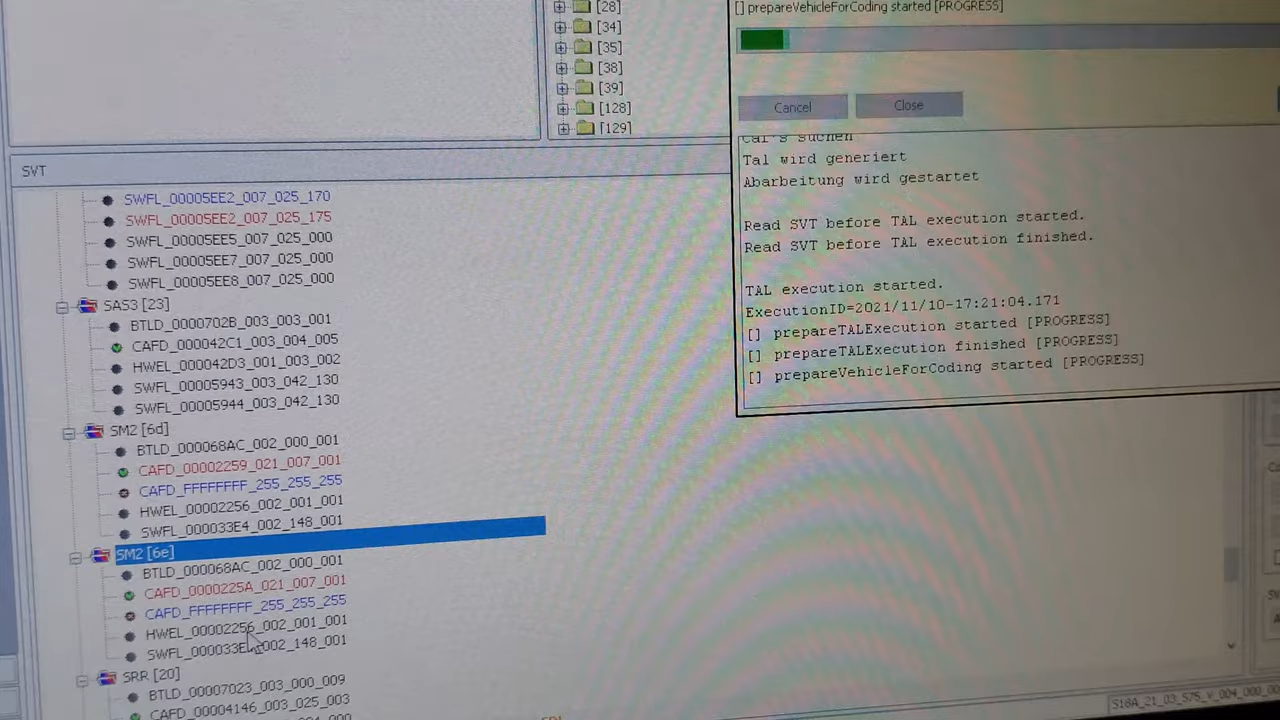 [28]
[34]
[35]
[38]
[39]
[128]
[129]
[] prepareVehicleForCoding started [PROGRESS]
Cancel
Close
Tal wird generiert
Abarbeitung wird gestartet
Read SVT before TAL execution started.
Read SVT before TAL execution finished.
TAL execution started.
ExecutionID=2021/11/10-17:21:04.171
[] prepareTALExecution started [PROGRESS]
[] prepareTALExecution finished [PROGRESS]
[] prepareVehicleForCoding started [PROGRESS]
SVT
SWFL_00005EE2_007_025_170
SWFL_00005EE2_007_025_175
SWFL_00005EE5_007_025_000
SWFL_00005EE7_007_025_000
SWFL_00005EE8_007_025_000
SAS3 [23]
BTLD_0000702B_003_003_001
CAFD_000042C1_003_004_005
HWEL_000042D3_001_003_002
SWFL_00005943_003_042_130
SWFL_00005944_003_042_130
SM2 [6d]
BTLD_000068AC_002_000_001
CAFD_00002259_021_007_001
CAFD_FFFFFFFF_255_255_255
HWEL_00002256_002_001_001
SWFL_000033E4_002_148_001
SM2 [6e]
BTLD_000068AC_002_000_001
CAFD_0000225A_021_007_001
CAFD_FFFFFFFF_255_255_255
HWEL_00002256_002_001_001
SRR [20]
BTLD_00007023_003_000_009
CAFD_00004146_003_025_003